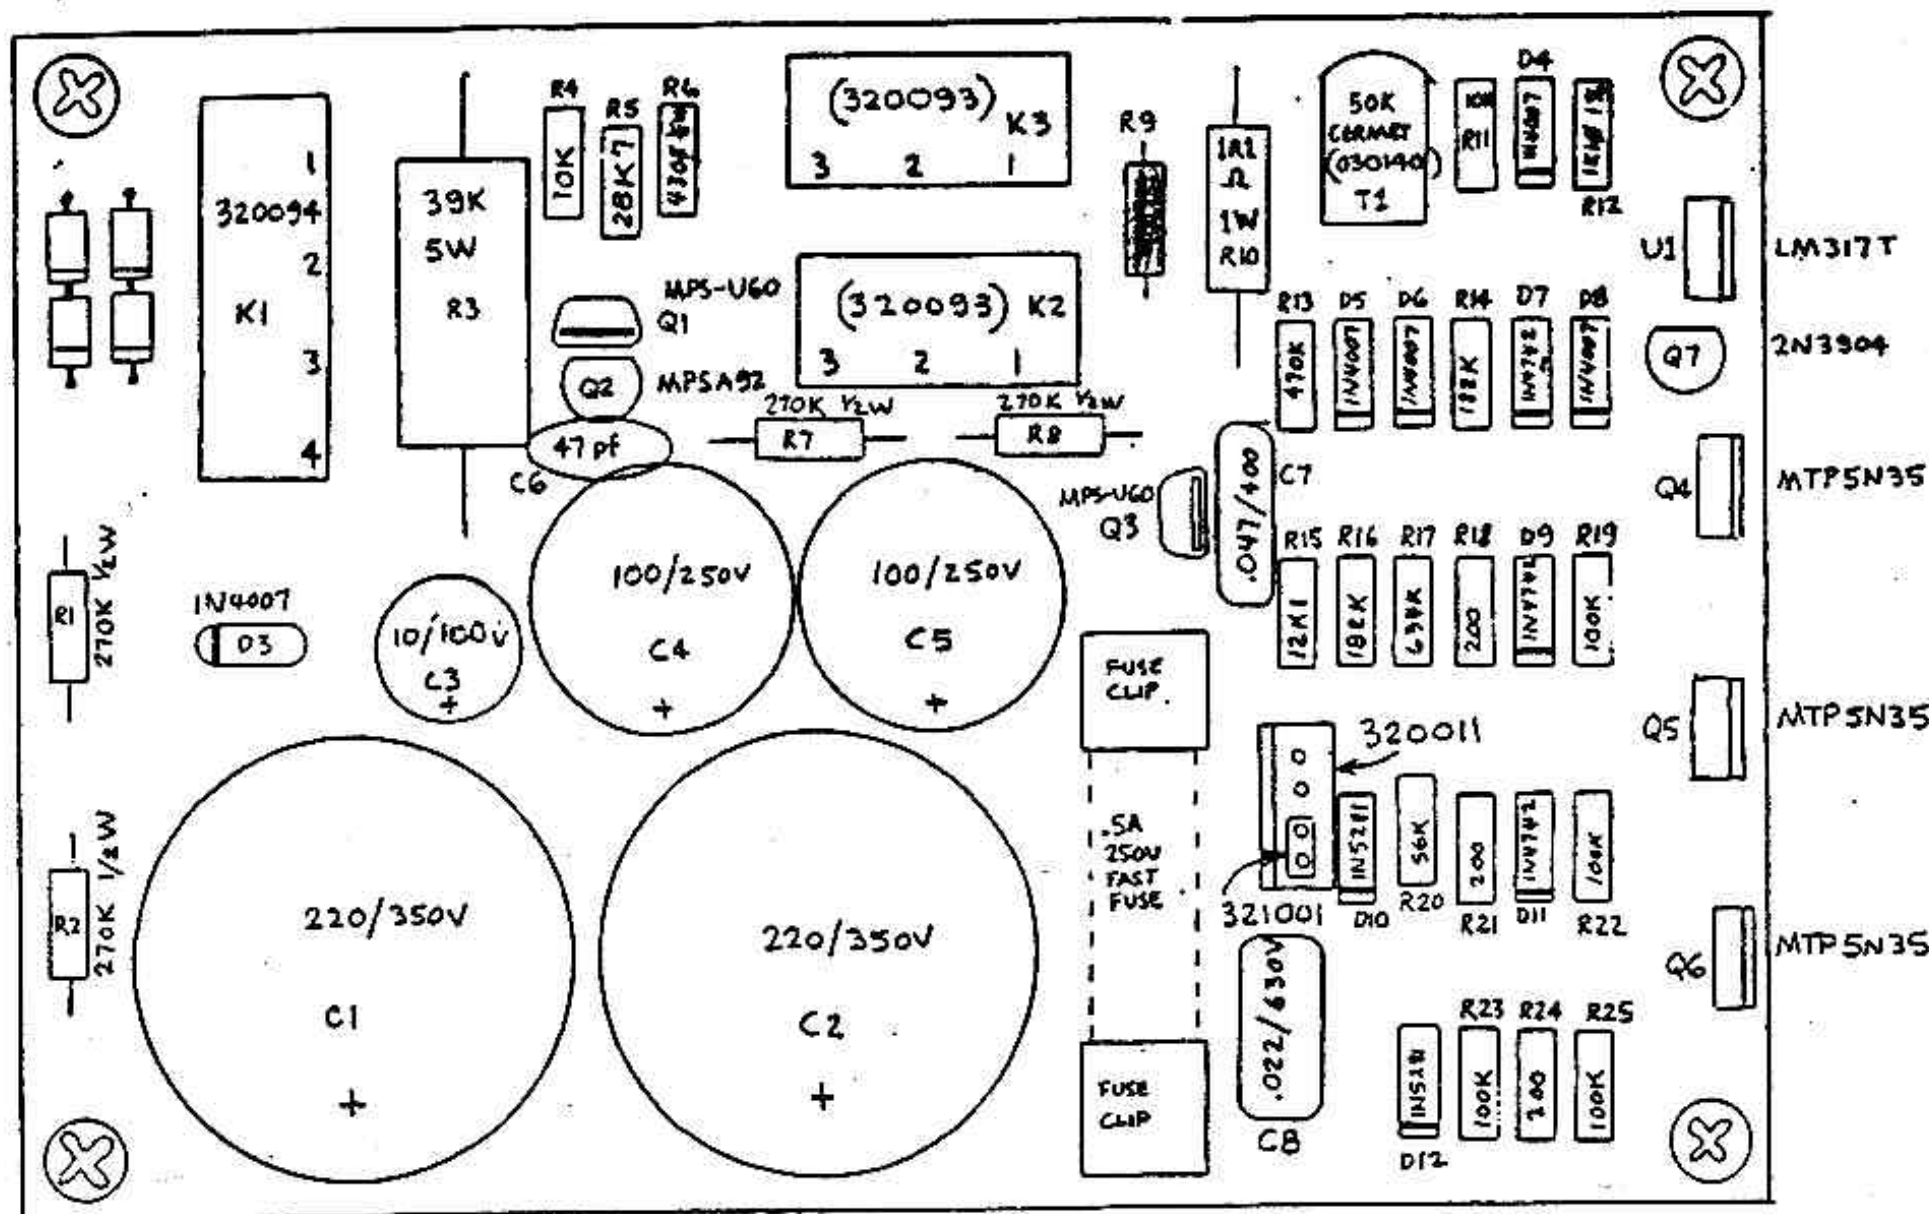 1
320094
2
K1
3
4
39K
5W
R3
R4
10K
R5
28K7
R6
(320093)
K3
3 2 1
MPS-U60
Q1
Q2
MPSA92
47 pf
C6
(320093) K2
3 2 1
270K 1/2W
R7
270K 1/2W
R8
R9
1R1
Ω
1W
R10
50K
CERMET
(030140)
T1
10K
R11
D4
1N4007
R12
U1
LM317T
R13
470K
D5
1N4007
D6
1N4007
R14
D7
1N4742
D8
1N4007
Q7
2N3904
MPS-U60
Q3
C7
.047/400
Q4
MTP5N35
R1
270K 1/2W
1N4007
D3
10/100v
C3
+
100/250V
C4
+
100/250V
C5
+
R15
12K1
R16
182K
R17
634K
R18
200
D9
1N4742
R19
100K
FUSE
CLIP.
320011
Q5
MTP5N35
R2
270K 1/2W
220/350V
C1
+
220/350V
C2
+
.5A
250V
FAST
FUSE
321001
1N5281
D10
56K
R20
200
R21
1N4742
D11
100K
R22
Q6
MTP5N35
FUSE
CLIP
.022/630V
C8
1N5281
D12
R23
100K
R24
200
R25
100K